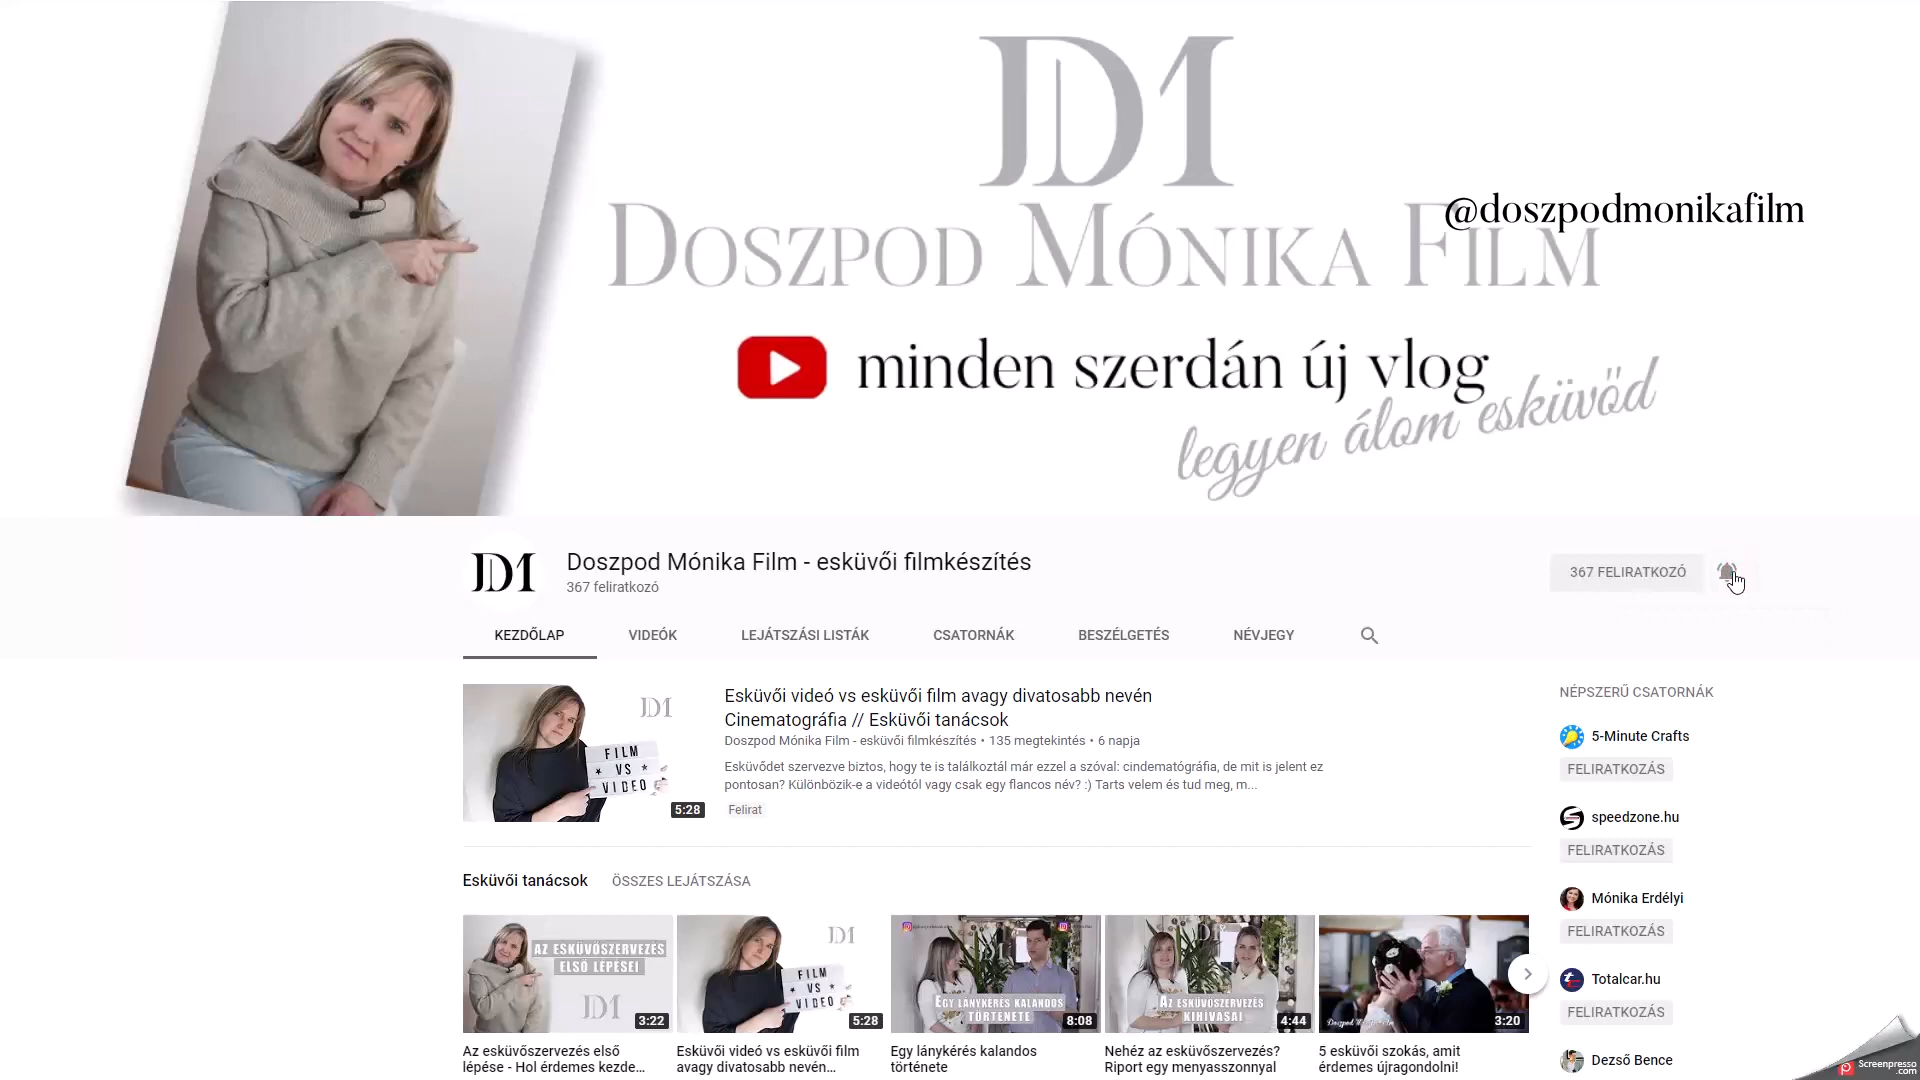 DM
DOSZPOD MÓNIKA FILM
@doszpodmonikafilm
minden szerdán új vlog
legyen álom esküvőd
DM
Doszpod Mónika Film - esküvői filmkészítés
367 feliratkozó
367 FELIRATKOZÓ
KEZDŐLAP VIDEÓK LEJÁTSZÁSI LISTÁK CSATORNÁK BESZÉLGETÉS NÉVJEGY
DM
FILM
VS
VIDEO
5:28
Esküvői videó vs esküvői film avagy divatosabb nevén
Cinematográfia // Esküvői tanácsok
Doszpod Mónika Film - esküvői filmkészítés • 135 megtekintés • 6 napja
Esküvődet szervezve biztos, hogy te is találkoztál már ezzel a szóval: cindematógráfia, de mit is jelent ez
pontosan? Különbözik-e a videótól vagy csak egy flancos név? :) Tarts velem és tud meg, m...
Felirat
NÉPSZERŰ CSATORNÁK
5-Minute Crafts
FELIRATKOZÁS
speedzone.hu
FELIRATKOZÁS
Mónika Erdélyi
FELIRATKOZÁS
Totalcar.hu
FELIRATKOZÁS
Dezső Bence
Esküvői tanácsok ÖSSZES LEJÁTSZÁSA
AZ ESKÜVŐSZERVEZÉS
ELSŐ LÉPÉSEI
DM
3:22
Az esküvőszervezés első
lépése - Hol érdemes kezde...
DM
FILM
VS
VIDEO
5:28
Esküvői videó vs esküvői film
avagy divatosabb nevén...
EGY LÁNYKÉRÉS KALANDOS
TÖRTÉNETE
8:08
Egy lánykérés kalandos
története
AZ ESKÜVŐSZERVEZÉS
KIHÍVÁSAI
4:44
Nehéz az esküvőszervezés?
Riport egy menyasszonnyal
3:20
5 esküvői szokás, amit
érdemes újragondolni!
Screenpresso
.com